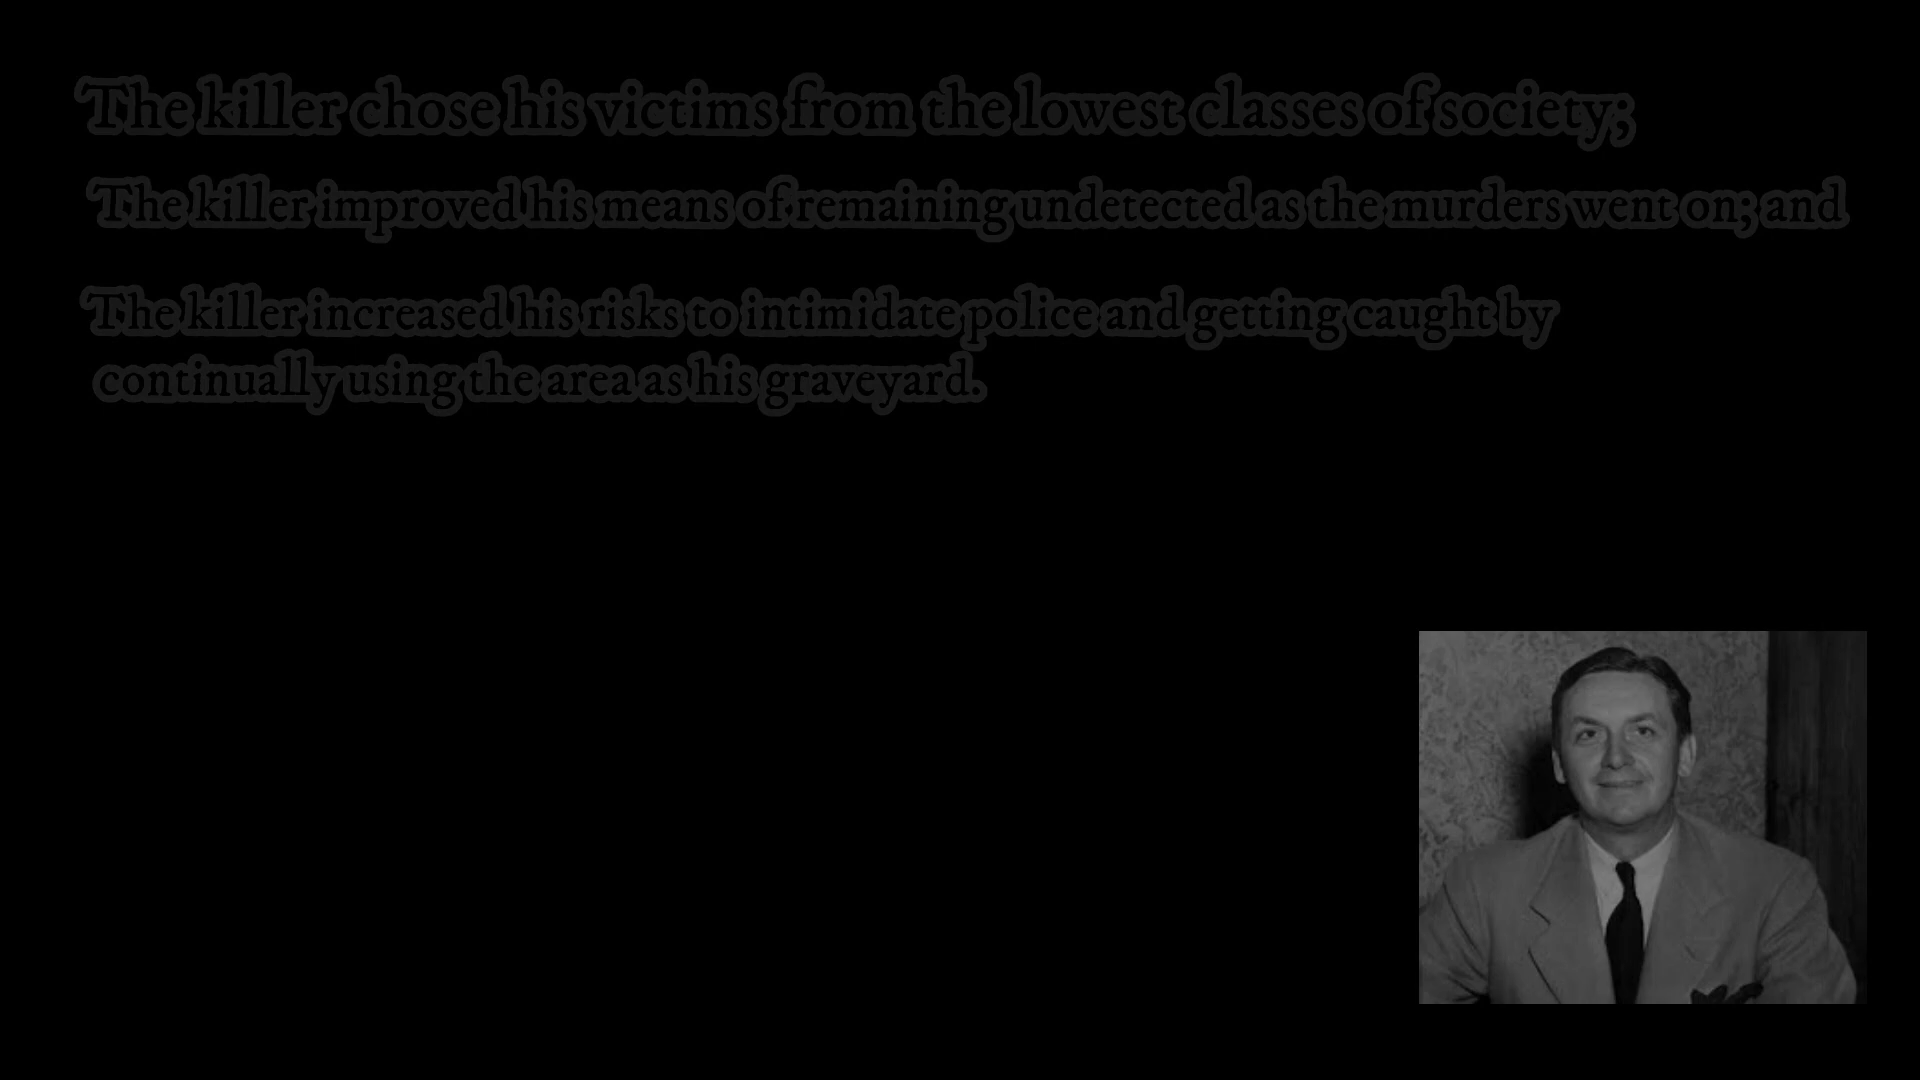 The killer chose his victims from the lowest classes of society;
The killer improved his means of remaining undetected as the murders went on; and
The killer increased his risks to intimidate police and getting caught by
continually using the area as his graveyard.